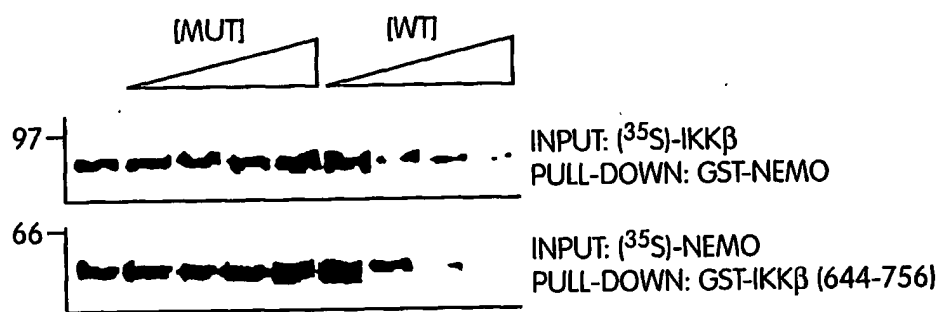 [MUT] [WT]
97
INPUT: (³⁵S)-IKKβ
PULL-DOWN: GST-NEMO
66
INPUT: (³⁵S)-NEMO
PULL-DOWN: GST-IKKβ (644-756)